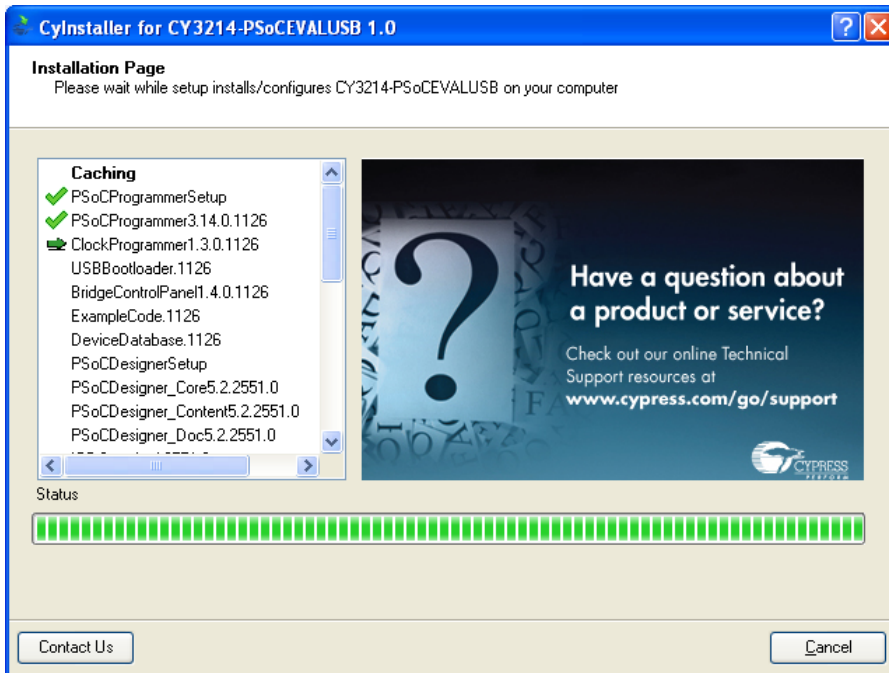 CyInstaller for CY3214-PSoCEVALUSB 1.0
Installation Page
Please wait while setup installs/configures CY3214-PSoCEVALUSB on your computer
Caching
PSoCProgrammerSetup
PSoCProgrammer3.14.0.1126
ClockProgrammer1.3.0.1126
USBBootloader.1126
BridgeControlPanel1.4.0.1126
ExampleCode.1126
DeviceDatabase.1126
PSoCDesignerSetup
PSoCDesigner_Core5.2.2551.0
PSoCDesigner_Content5.2.2551.0
PSoCDesigner_Doc5.2.2551.0
?
Have a question about
a product or service?
Check out our online Technical
Support resources at
www.cypress.com/go/support
CYPRESS
PERFORM
Status
Contact Us
Cancel